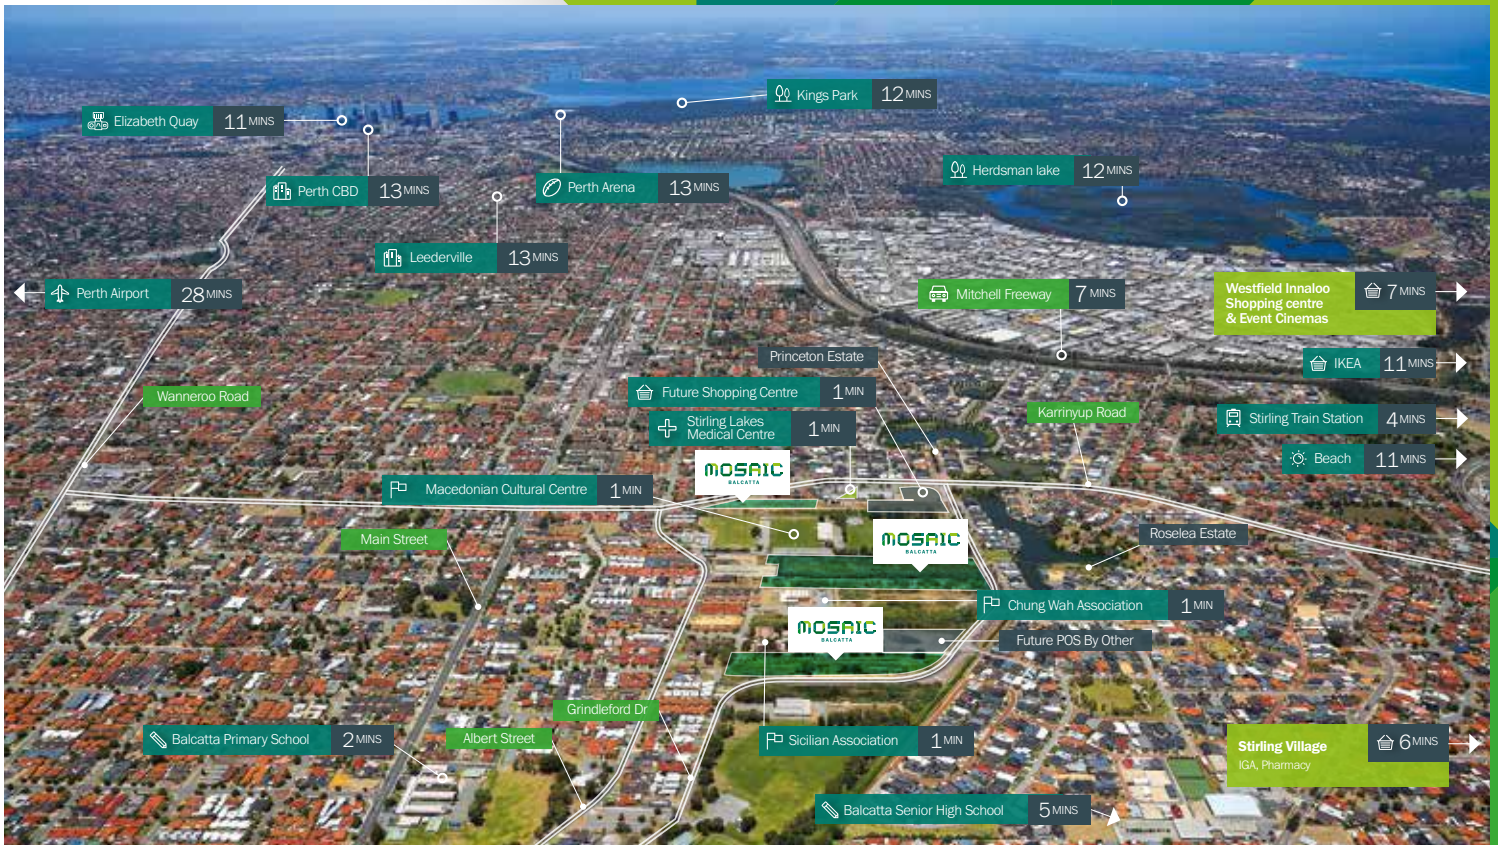 Kings Park 12 MINS
Elizabeth Quay 11 MINS
Herdsman lake 12 MINS
Perth CBD 13 MINS
Perth Arena 13 MINS
Leederville 13 MINS
Perth Airport 28 MINS
Mitchell Freeway 7 MINS
Westfield Innaloo
Shopping centre
& Event Cinemas
7 MINS
Princeton Estate
IKEA 11 MINS
Future Shopping Centre 1 MIN
Wanneroo Road
Karrinyup Road
Stirling Train Station 4 MINS
Stirling Lakes
Medical Centre
1 MIN
Beach 11 MINS
MOSAIC
BALCATTA
Macedonian Cultural Centre 1 MIN
Main Street
MOSAIC
BALCATTA
Roselea Estate
Chung Wah Association 1 MIN
MOSAIC
BALCATTA
Future POS By Other
Grindleford Dr
Balcatta Primary School 2 MINS
Albert Street
Sicilian Association 1 MIN
Stirling Village
IGA, Pharmacy
6 MINS
Balcatta Senior High School 5 MINS